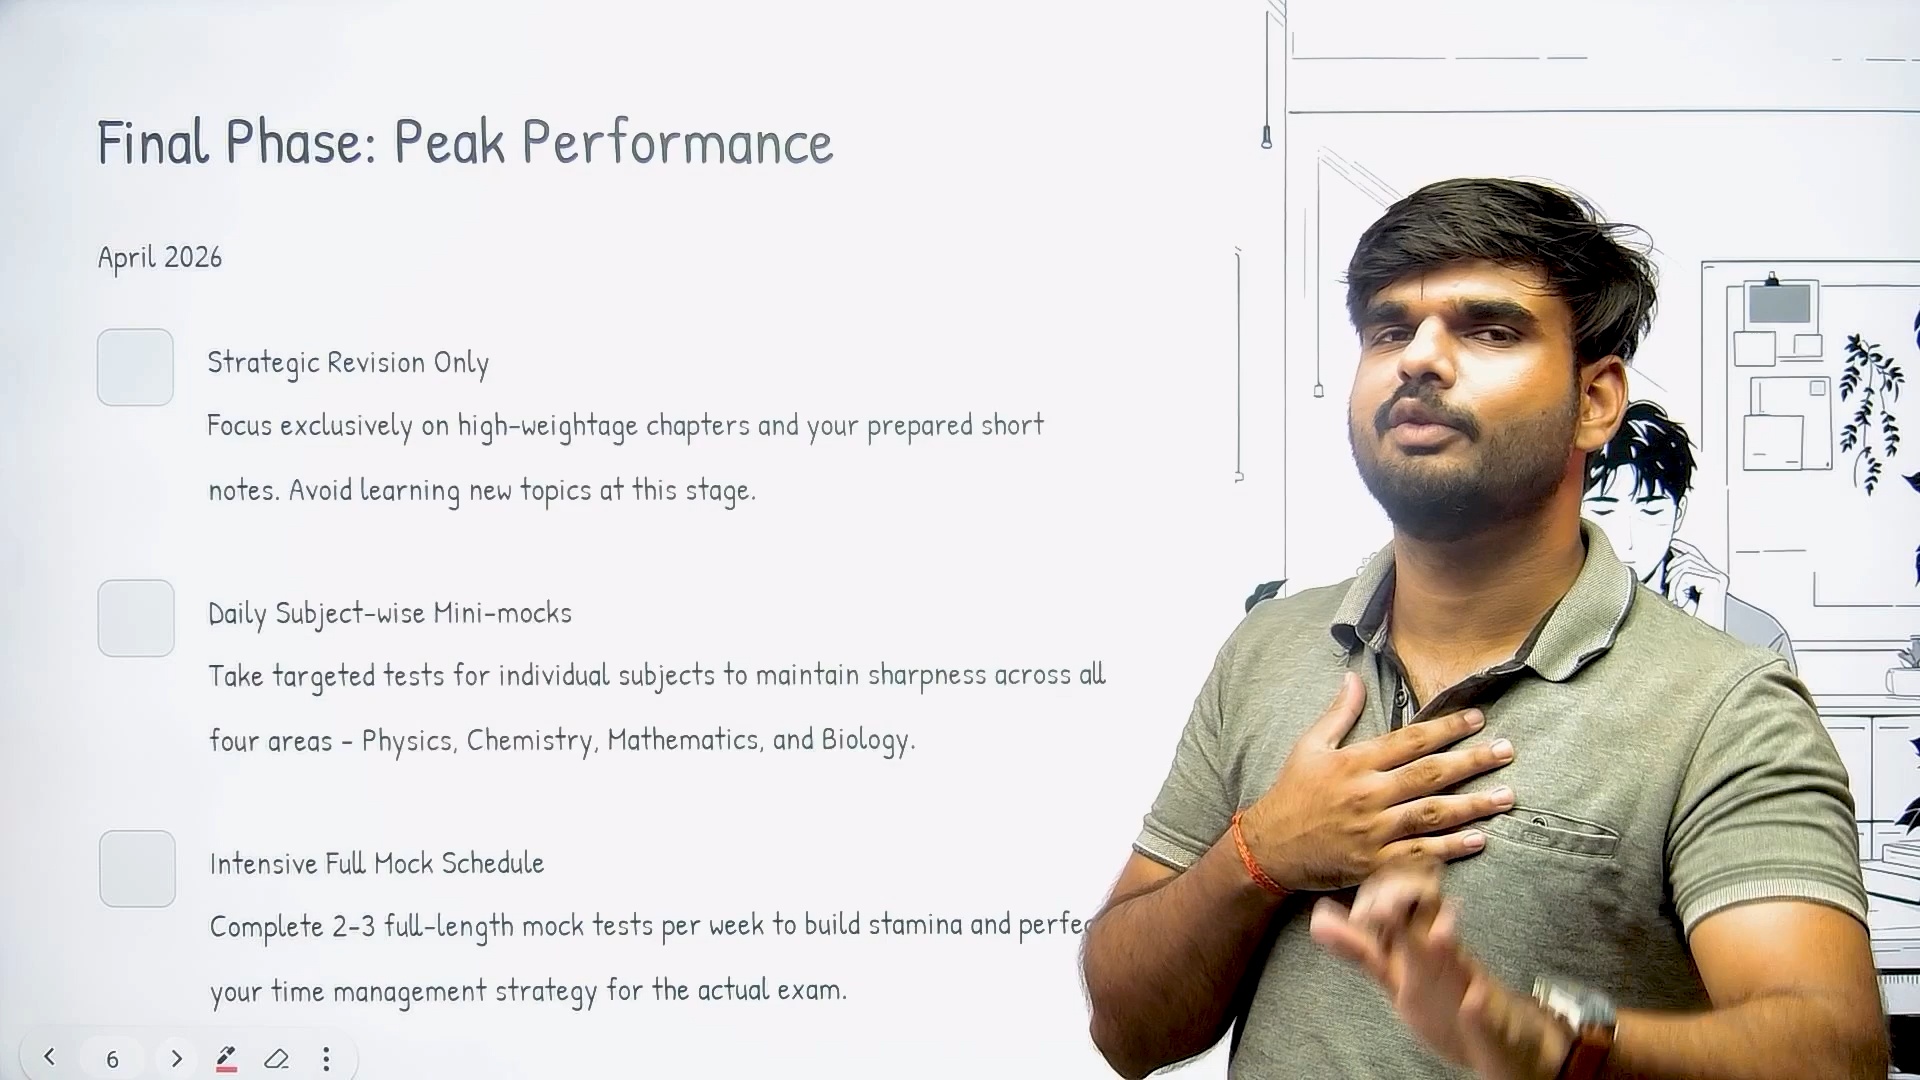 Final Phase: Peak Performance
April 2026
Strategic Revision Only
Focus exclusively on high-weightage chapters and your prepared short
notes. Avoid learning new topics at this stage.
Daily Subject-wise Mini-mocks
Take targeted tests for individual subjects to maintain sharpness across all
four areas - Physics, Chemistry, Mathematics, and Biology.
Intensive Full Mock Schedule
Complete 2-3 full-length mock tests per week to build stamina and
your time management strategy for the actual exam.
6